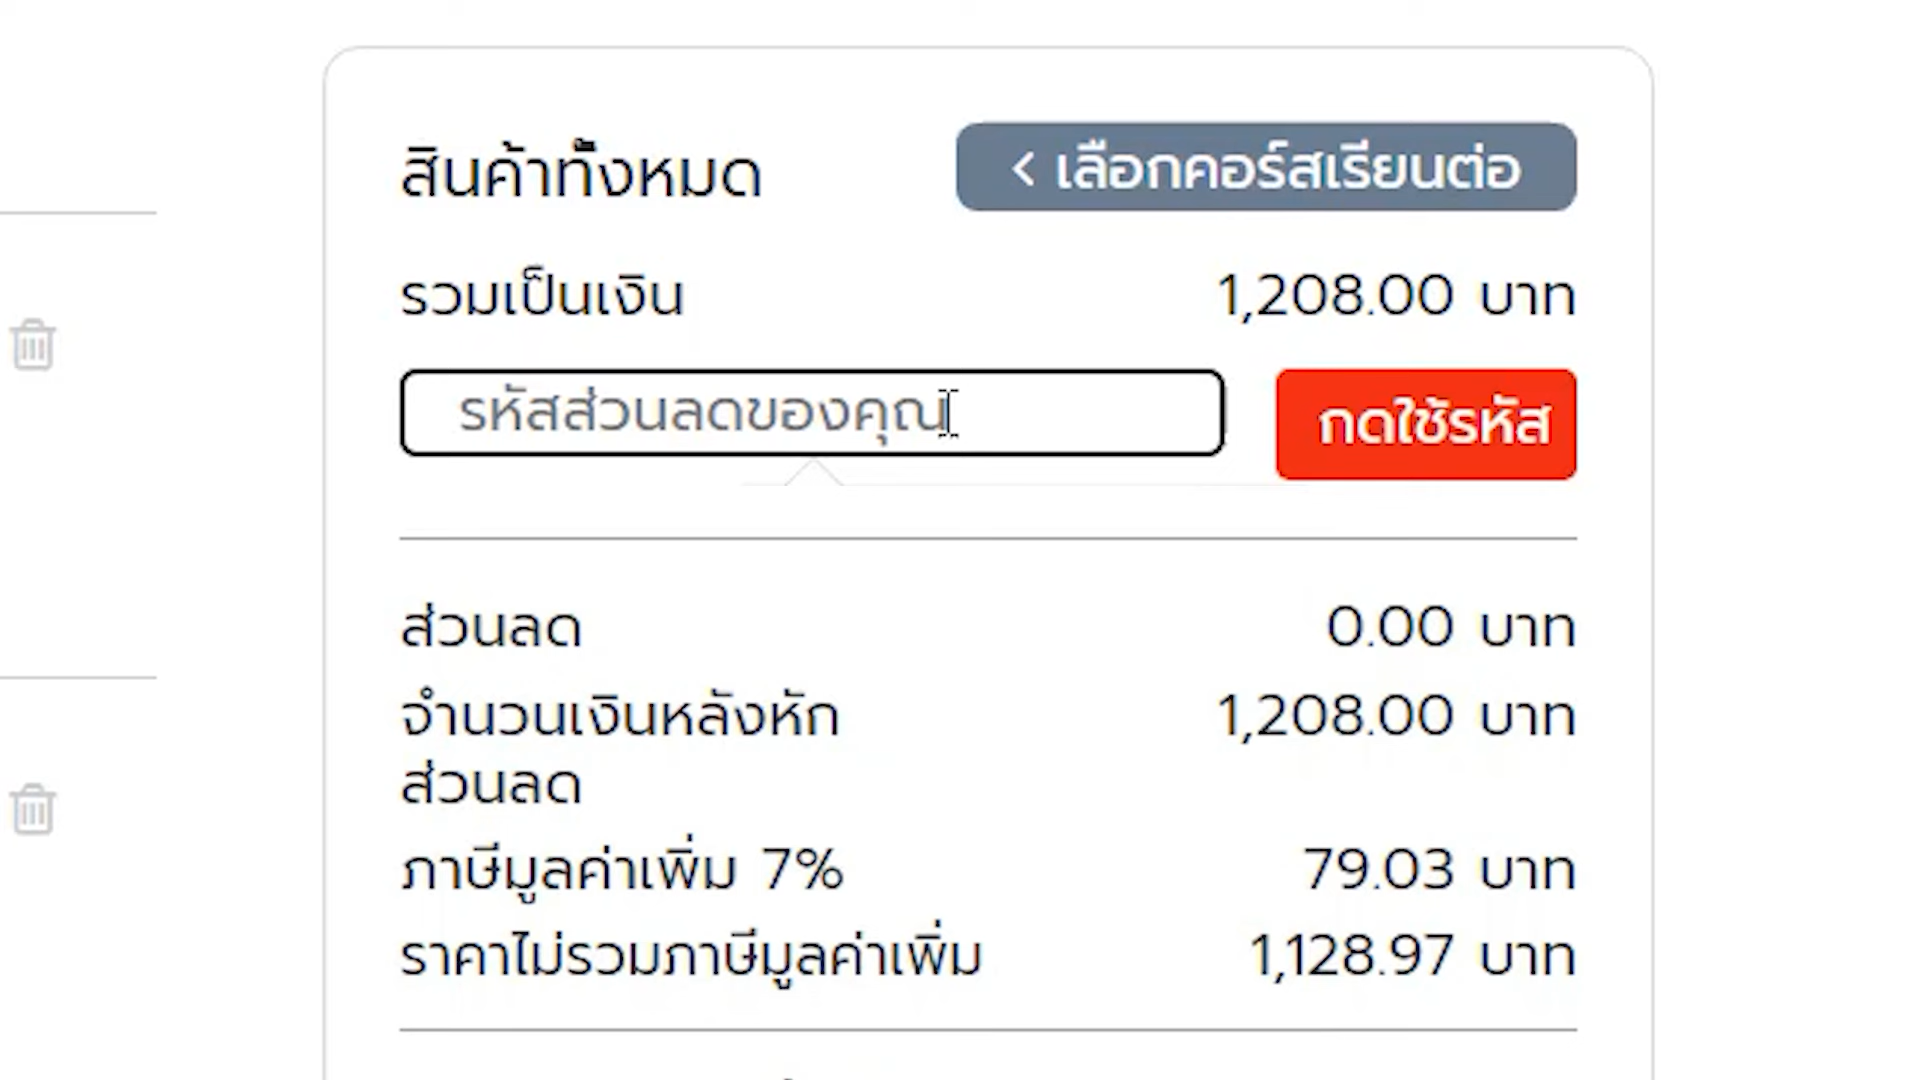 สินค้าทั้งหมด
< เลือกคอร์สเรียนต่อ
รวมเป็นเงิน 1,208.00 บาท
รหัสส่วนลดของคุณ กดใช้รหัส
ส่วนลด 0.00 บาท
จำนวนเงินหลังหัก 1,208.00 บาท
ส่วนลด
ภาษีมูลค่าเพิ่ม 7% 79.03 บาท
ราคาไม่รวมภาษีมูลค่าเพิ่ม 1,128.97 บาท